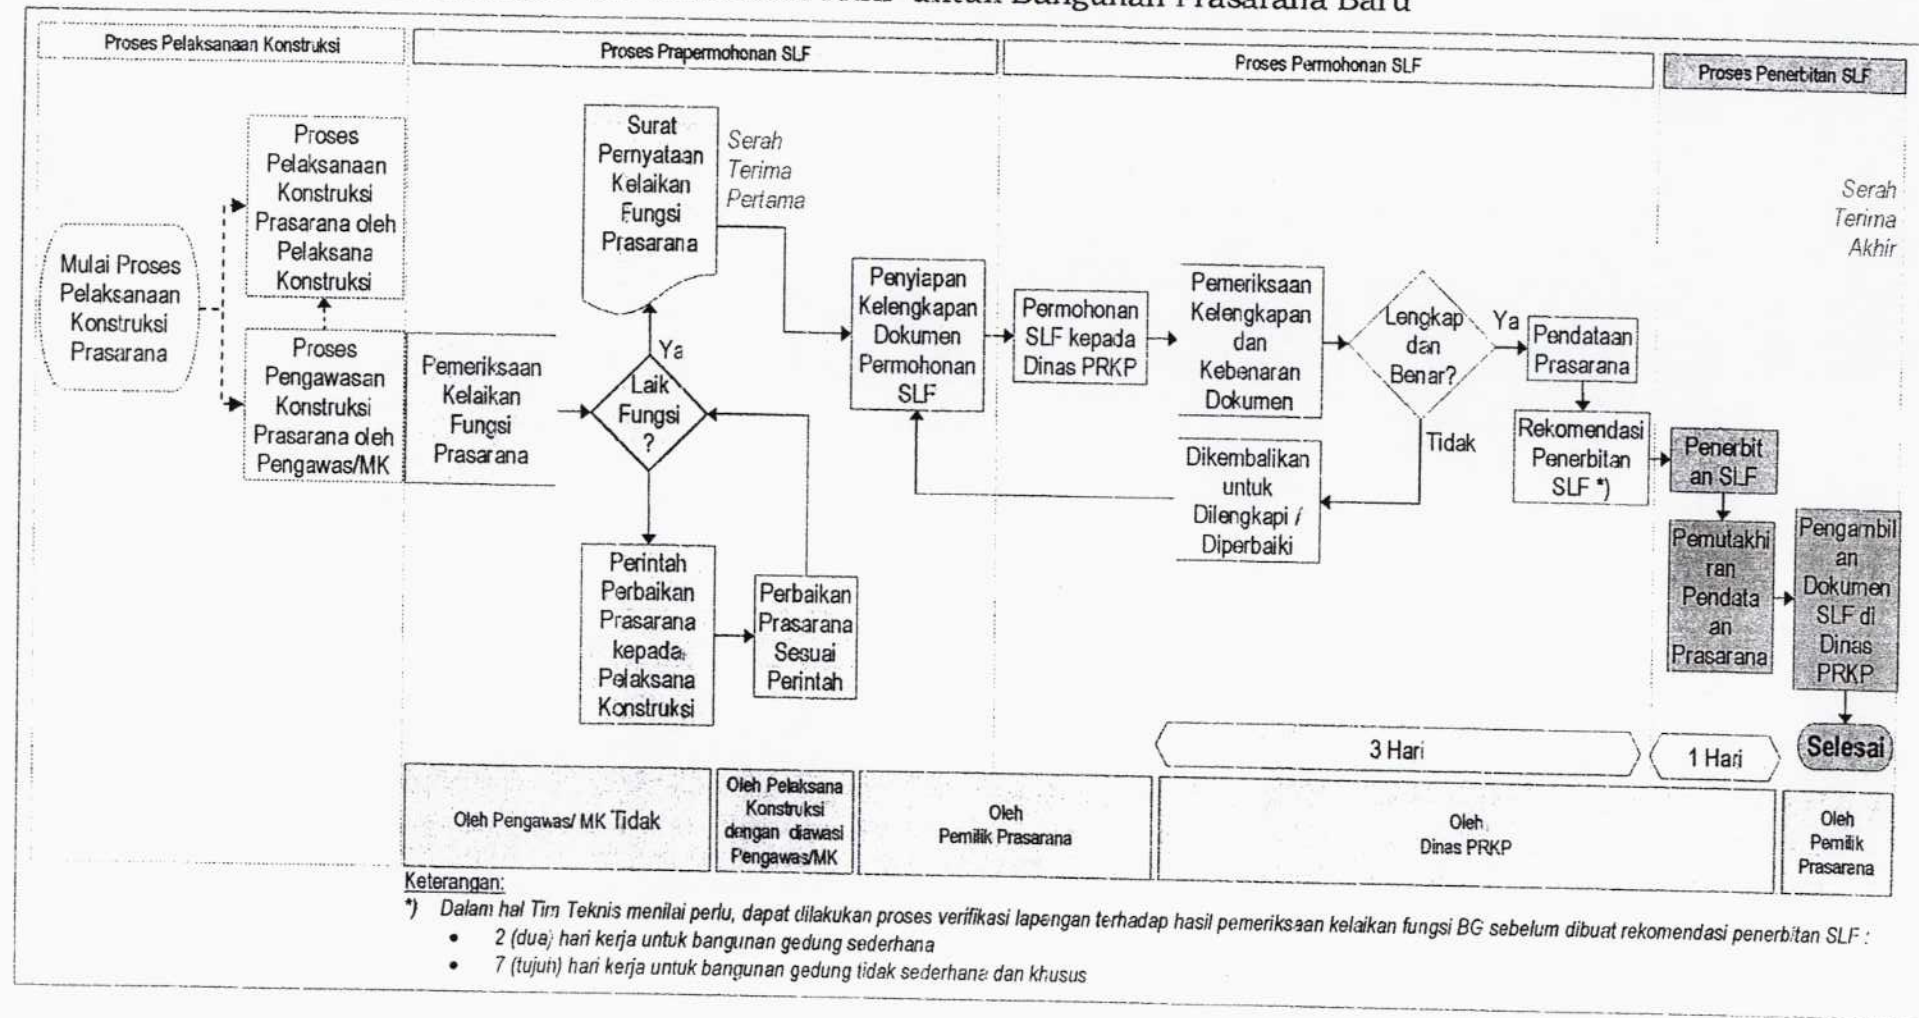 untuk Bangunan Prasarana Baru
Proses Pelaksanaan Konstruksi
Proses Prapermohonan SLF
Proses Permohonan SLF
Proses Penerbitan SLF
Mulai Proses
Pelaksanaan
Konstruksi
Prasarana
Proses
Pelaksanaan
Konstruksi
Prasarana oleh
Pelaksana
Konstruksi
Proses
Pengawasan
Konstruksi
Prasarana oleh
Pengawas/MK
Pemeriksaan
Kelaikan
Fungsi
Prasarana
Surat
Pernyataan
Kelaikan
Fungsi
Prasarana
Serah
Terima
Pertama
Ya
Laik
Fungsi
?
Perintah
Perbaikan
Prasarana
kepada
Pelaksana
Konstruksi
Perbaikan
Prasarana
Sesuai
Perintah
Penyiapan
Kelengkapan
Dokumen
Permohonan
SLF
Permohonan
SLF kepada
Dinas PRKP
Pemeriksaan
Kelengkapan
dan
Kebenaran
Dokumen
Lengkap
dan
Benar?
Ya
Tidak
Dikembalikan
untuk
Dilengkapi /
Diperbaiki
Pendataan
Prasarana
Rekomendasi
Penerbitan
SLF *)
Serah
Terima
Akhir
Penerbit
an SLF
Pemutakhi
ran
Pendata
an
Prasarana
Pengambil
an
Dokumen
SLF di
Dinas
PRKP
Selesai
3 Hari
1 Hari
Oleh Pengawas/ MK Tidak
Oleh Pelaksana
Konstruksi
dengan diawasi
Pengawas/MK
Oleh
Pemilik Prasarana
Oleh
Dinas PRKP
Oleh
Pemilik
Prasarana
Keterangan:
*) Dalam hal Tim Teknis menilai perlu, dapat dilakukan proses verifikasi lapangan terhadap hasil pemeriksaan kelaikan fungsi BG sebelum dibuat rekomendasi penerbitan SLF :
• 2 (dua) hari kerja untuk bangunan gedung sederhana
• 7 (tujuh) hari kerja untuk bangunan gedung tidak sederhana dan khusus